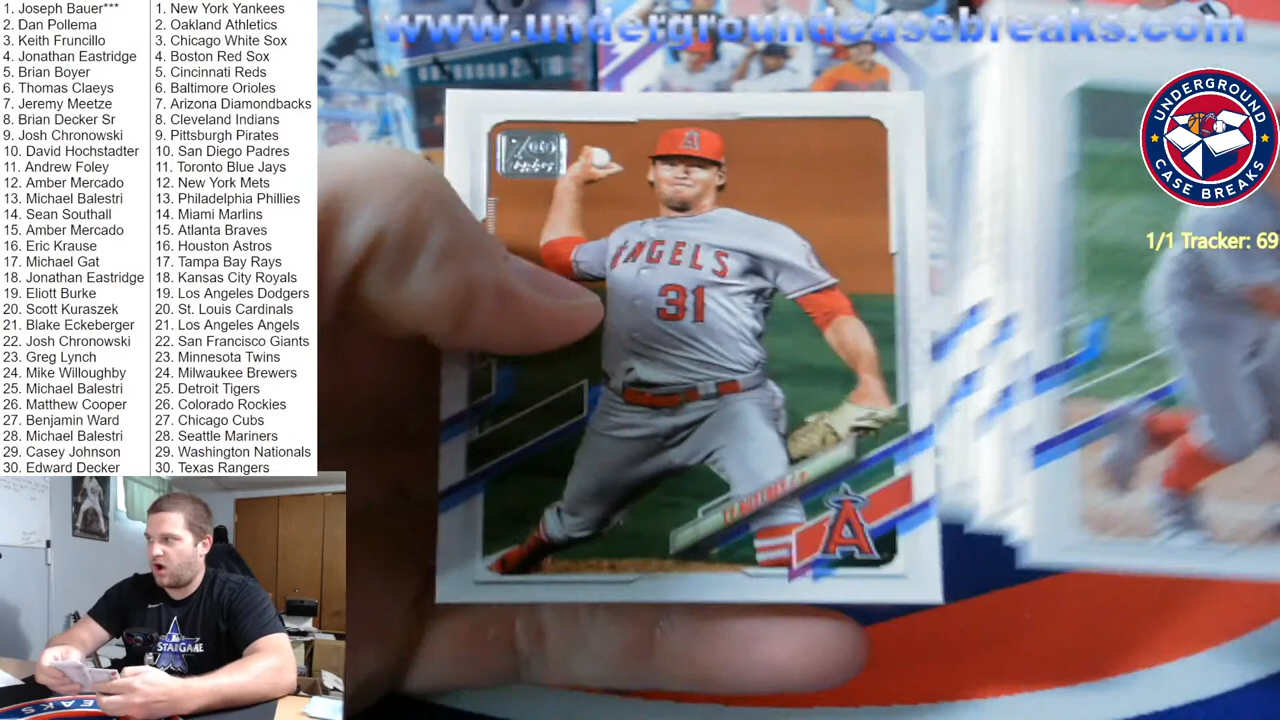 1. Joseph Bauer***
2. Dan Pollema
3. Keith Fruncillo
4. Jonathan Eastridge
5. Brian Boyer
6. Thomas Claeys
7. Jeremy Meetze
8. Brian Decker Sr
9. Josh Chronowski
10. David Hochstadter
11. Andrew Foley
12. Amber Mercado
13. Michael Balestri
14. Sean Southall
15. Amber Mercado
16. Eric Krause
17. Michael Gat
18. Jonathan Eastridge
19. Eliott Burke
20. Scott Kuraszek
21. Blake Eckeberger
22. Josh Chronowski
23. Greg Lynch
24. Mike Willoughby
25. Michael Balestri
26. Matthew Cooper
27. Benjamin Ward
28. Michael Balestri
29. Casey Johnson
30. Edward Decker
1. New York Yankees
2. Oakland Athletics
3. Chicago White Sox
4. Boston Red Sox
5. Cincinnati Reds
6. Baltimore Orioles
7. Arizona Diamondbacks
8. Cleveland Indians
9. Pittsburgh Pirates
10. San Diego Padres
11. Toronto Blue Jays
12. New York Mets
13. Philadelphia Phillies
14. Miami Marlins
15. Atlanta Braves
16. Houston Astros
17. Tampa Bay Rays
18. Kansas City Royals
19. Los Angeles Dodgers
20. St. Louis Cardinals
21. Los Angeles Angels
22. San Francisco Giants
23. Minnesota Twins
24. Milwaukee Brewers
25. Detroit Tigers
26. Colorado Rockies
27. Chicago Cubs
28. Seattle Mariners
29. Washington Nationals
30. Texas Rangers
www.undergroundcasebreaks.com
UNDERGROUND
CASE BREAKS
1/1 Tracker: 69
ANGELS
31
A
STARGAME